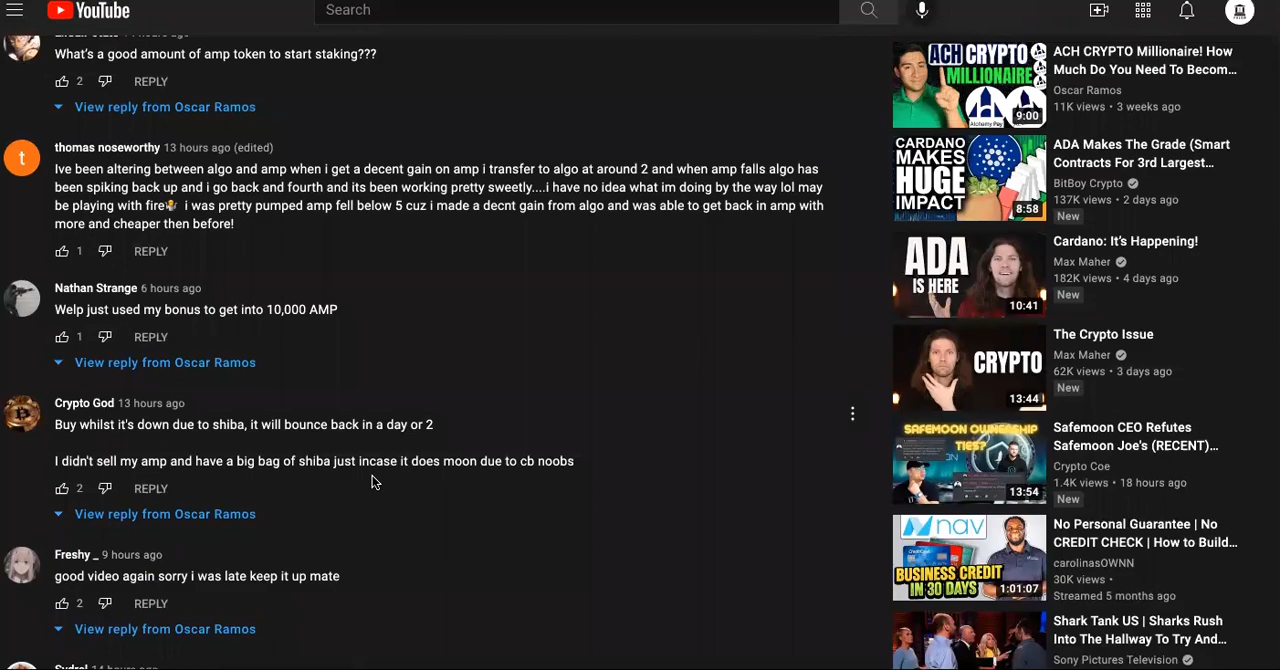 YouTube
Search
What's a good amount of amp token to start staking???
2 REPLY
View reply from Oscar Ramos
t
thomas noseworthy 13 hours ago (edited)
Ive been altering between algo and amp when i get a decent gain on amp i transfer to algo at around 2 and when amp falls algo has
been spiking back up and i go back and fourth and its been working pretty sweetly....i have no idea what im doing by the way lol may
be playing with fire🤹 i was pretty pumped amp fell below 5 cuz i made a decnt gain from algo and was able to get back in amp with
more and cheaper then before!
1 REPLY
Nathan Strange 6 hours ago
Welp just used my bonus to get into 10,000 AMP
1 REPLY
View reply from Oscar Ramos
Crypto God 13 hours ago
Buy whilst it's down due to shiba, it will bounce back in a day or 2
I didn't sell my amp and have a big bag of shiba just incase it does moon due to cb noobs
2 REPLY
View reply from Oscar Ramos
Freshy _ 9 hours ago
good video again sorry i was late keep it up mate
2 REPLY
View reply from Oscar Ramos
ACH CRYPTO
MILLIONAIRE!
9:00
ACH CRYPTO Millionaire! How
Much Do You Need To Becom...
Oscar Ramos
11K views • 3 weeks ago
CARDANO
MAKES
HUGE
IMPACT
8:58
ADA Makes The Grade (Smart
Contracts For 3rd Largest...
BitBoy Crypto
137K views • 2 days ago
New
ADA
IS HERE
10:41
Cardano: It's Happening!
Max Maher
182K views • 4 days ago
New
CRYPTO
13:44
The Crypto Issue
Max Maher
62K views • 3 days ago
New
SAFEMOON OWNERSHIP
TIES?
13:54
Safemoon CEO Refutes
Safemoon Joe's (RECENT)...
Crypto Coe
1.4K views • 18 hours ago
New
nav
BUSINESS CREDIT
IN 30 DAYS
1:01:07
No Personal Guarantee | No
CREDIT CHECK | How to Build...
carolinasOWNN
30K views •
Streamed 5 months ago
Shark Tank US | Sharks Rush
Into The Hallway To Try And...
Sony Pictures Television